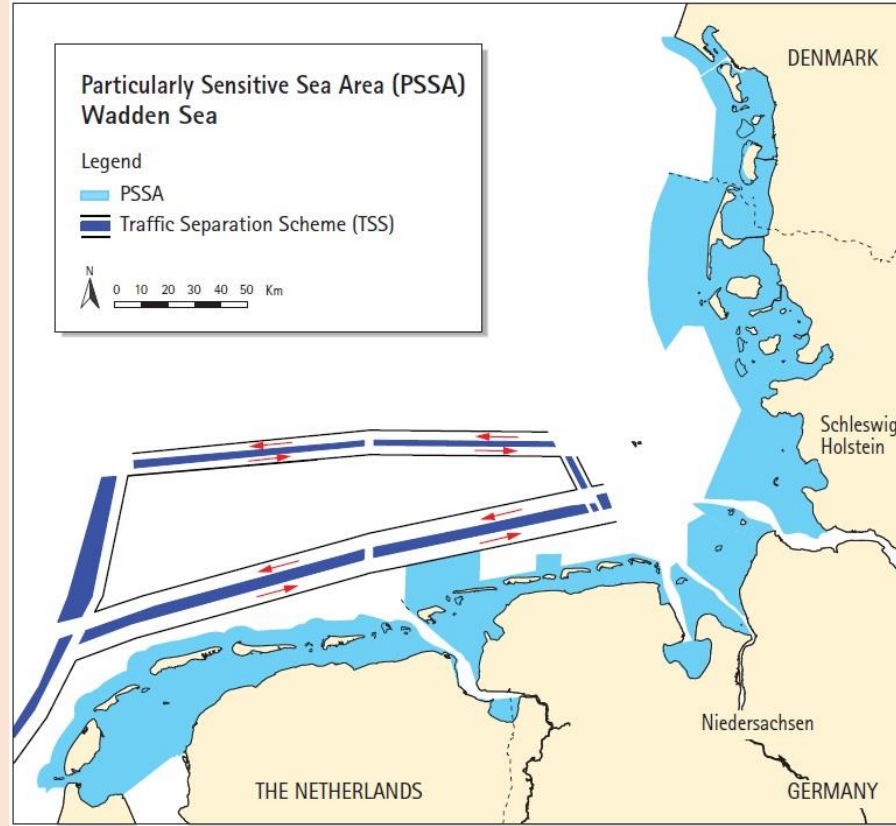 Particularly Sensitive Sea Area (PSSA)
Wadden Sea
Legend
PSSA
Traffic Separation Scheme (TSS)
N
0 10 20 30 40 50 Km
DENMARK
Schleswig
Holstein
Niedersachsen
THE NETHERLANDS
GERMANY